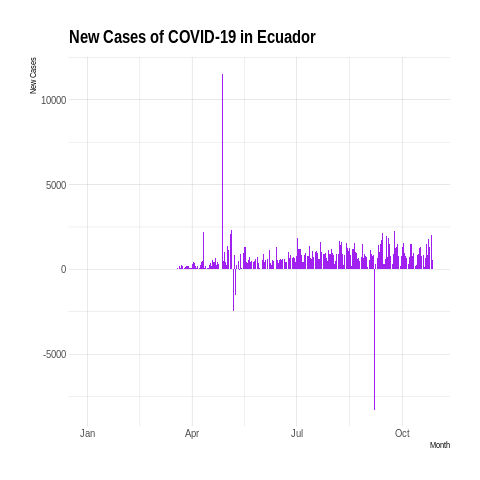 New Cases of COVID-19 in Ecuador
New Cases
10000
5000
0
-5000
Jan Apr Jul Oct
Month